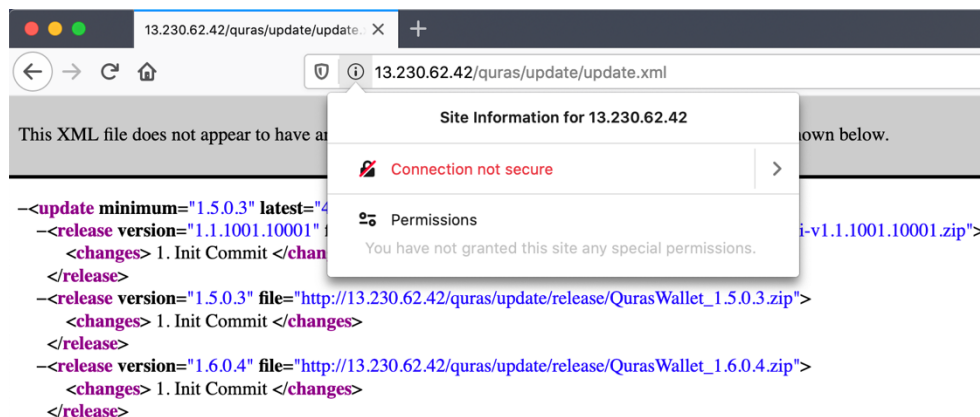 13.230.62.42/quras/update/update.
13.230.62.42/quras/update/update.xml
Site Information for 13.230.62.42
This XML file does not appear to have an
own below.
Connection not secure
Permissions
You have not granted this site any special permissions.
–<update minimum="1.5.0.3" latest="4
–<release version="1.1.1001.10001" f
i-v1.1.1001.10001.zip">
<changes> 1. Init Commit </chan
</release>
–<release version="1.5.0.3" file="http://13.230.62.42/quras/update/release/QurasWallet_1.5.0.3.zip">
<changes> 1. Init Commit </changes>
</release>
–<release version="1.6.0.4" file="http://13.230.62.42/quras/update/release/QurasWallet_1.6.0.4.zip">
<changes> 1. Init Commit </changes>
</release>